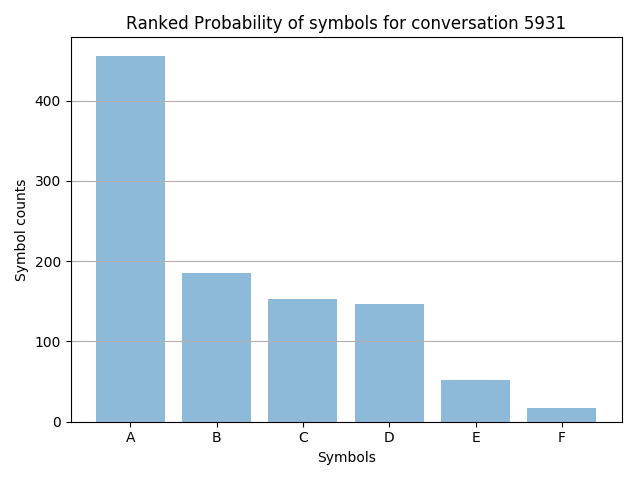 Ranked Probability of symbols for conversation 5931
400
300
200
100
0
Symbol counts
A B C D E F
Symbols